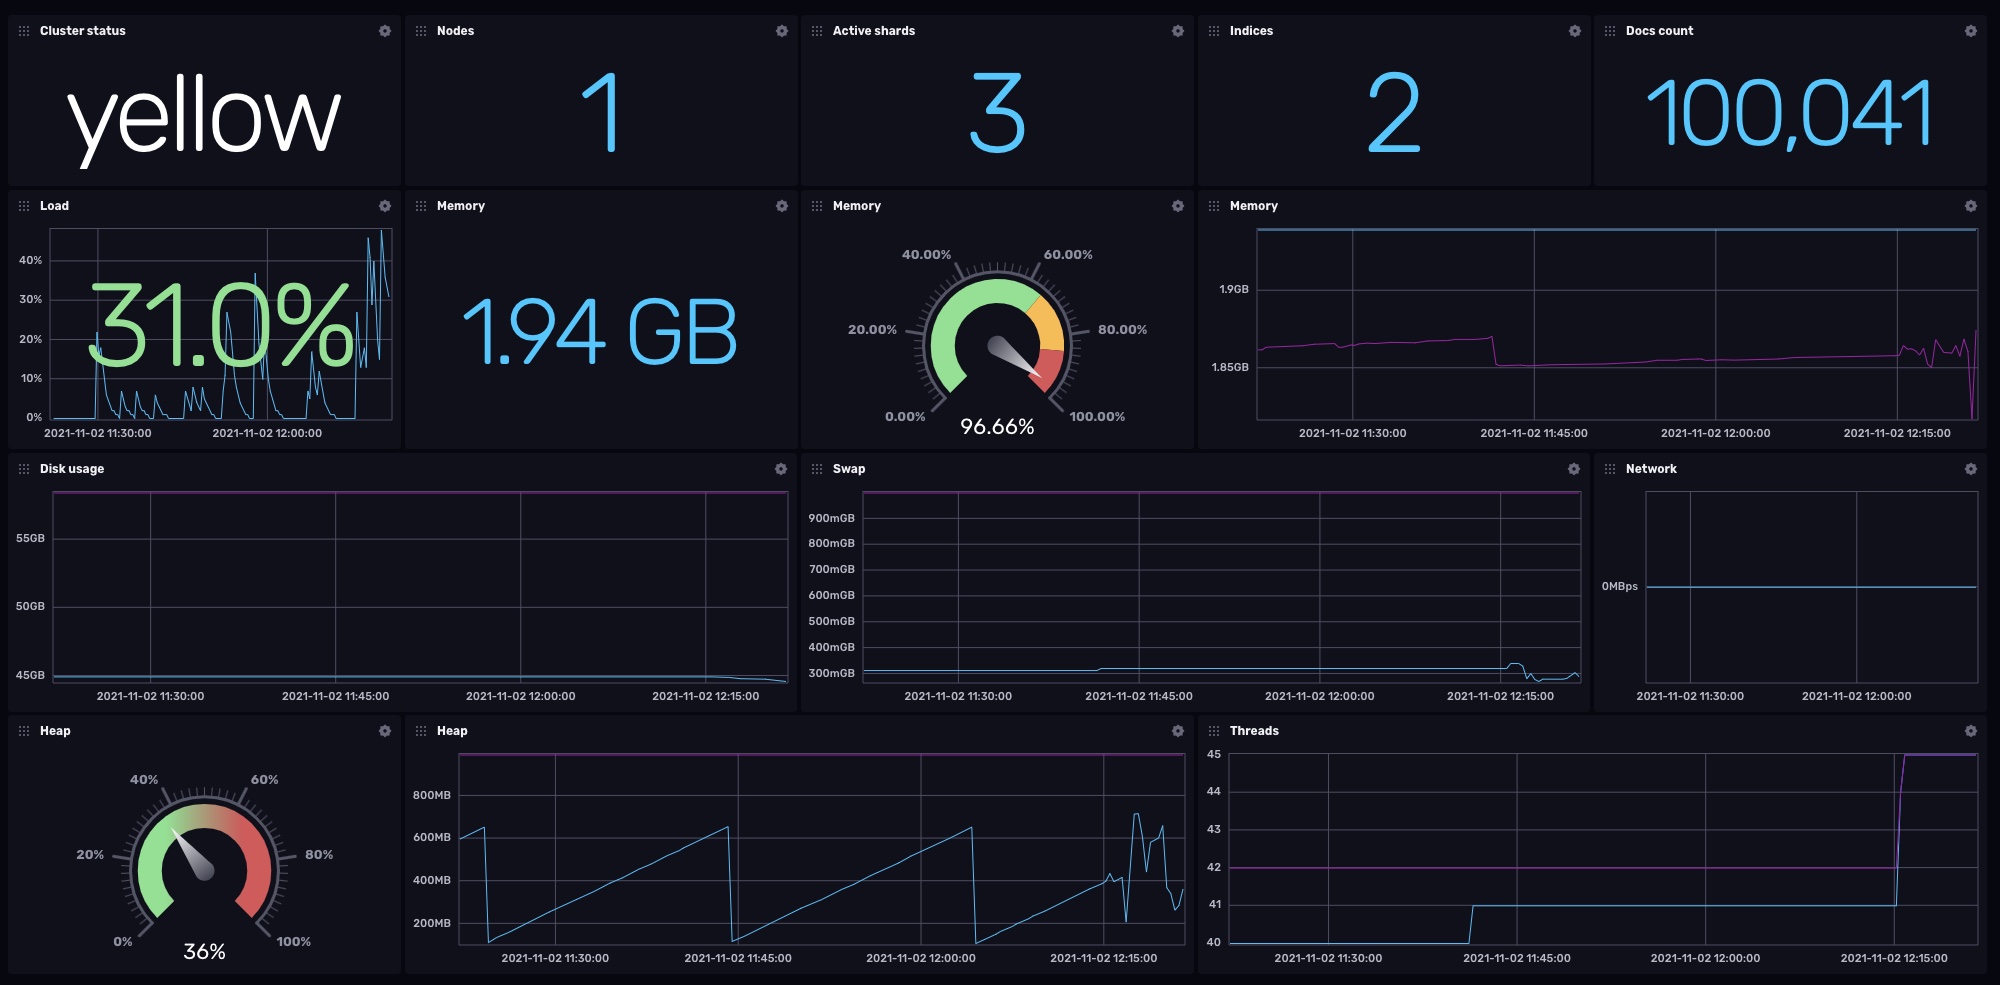 Cluster status
yellow
Nodes
1
Active shards
3
Indices
2
Docs count
100,041
Load
40%
30%
20%
10%
0%
31.0%
2021-11-02 11:30:00 2021-11-02 12:00:00
Memory
1.94 GB
Memory
40.00% 60.00%
20.00% 80.00%
0.00% 100.00%
96.66%
Memory
1.9GB
1.85GB
2021-11-02 11:30:00 2021-11-02 11:45:00 2021-11-02 12:00:00 2021-11-02 12:15:00
Disk usage
55GB
50GB
45GB
2021-11-02 11:30:00 2021-11-02 11:45:00 2021-11-02 12:00:00 2021-11-02 12:15:00
Swap
900mGB
800mGB
700mGB
600mGB
500mGB
400mGB
300mGB
2021-11-02 11:30:00 2021-11-02 11:45:00 2021-11-02 12:00:00 2021-11-02 12:15:00
Network
0MBps
2021-11-02 11:30:00 2021-11-02 12:00:00
Heap
40% 60%
20% 80%
0% 100%
36%
Heap
800MB
600MB
400MB
200MB
2021-11-02 11:30:00 2021-11-02 11:45:00 2021-11-02 12:00:00 2021-11-02 12:15:00
Threads
45
44
43
42
41
40
2021-11-02 11:30:00 2021-11-02 11:45:00 2021-11-02 12:00:00 2021-11-02 12:15:00